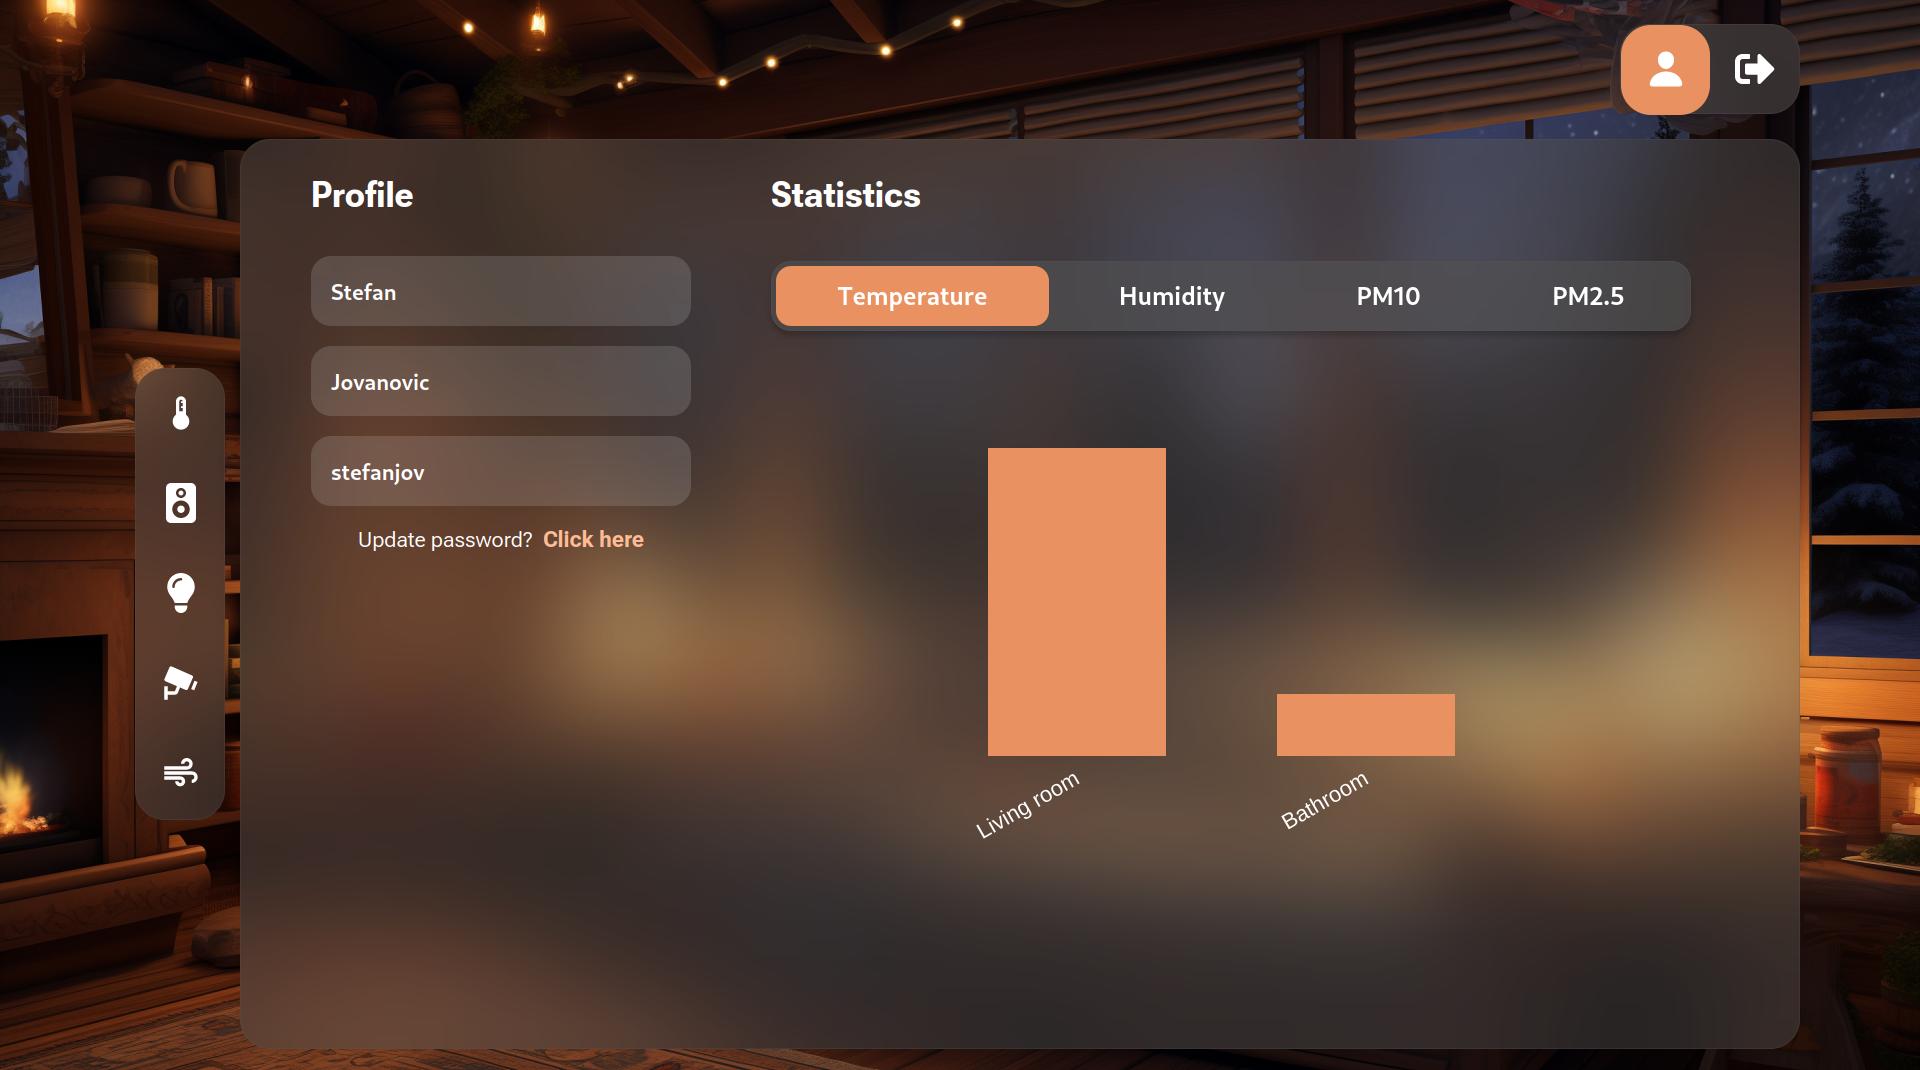 Profile
Stefan
Jovanovic
stefanjov
Update password? Click here
Statistics
Temperature Humidity PM10 PM2.5
Living room
Bathroom